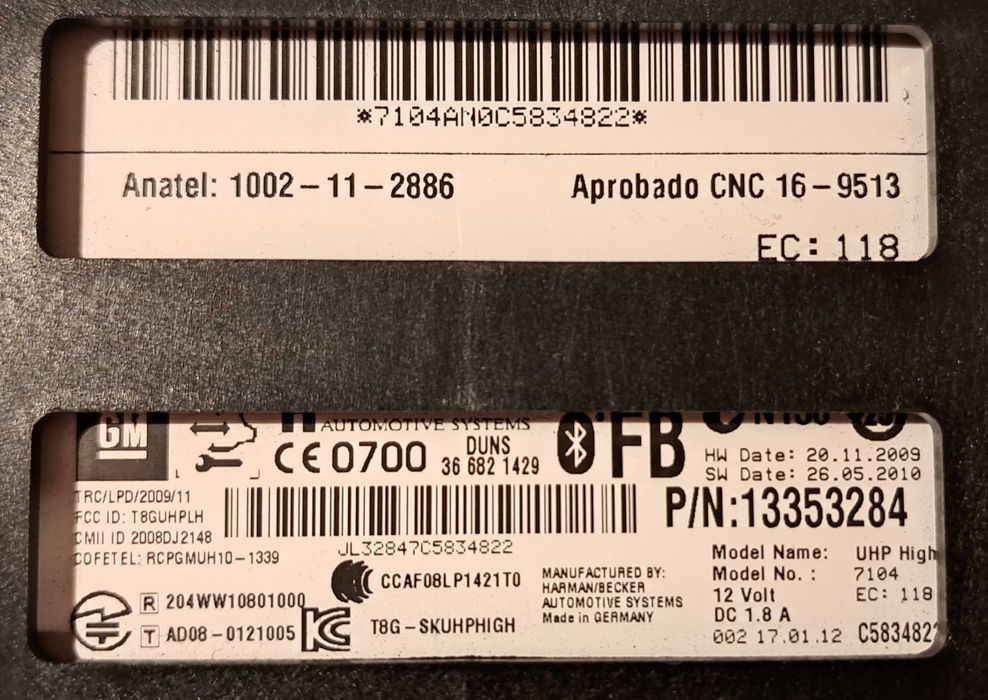 *7104AN0C5834822*
Anatel: 1002-11-2886 Aprobado CNC 16-9513
EC: 118
GM
AUTOMOTIVE SYSTEMS
CE 0700
DUNS
36 682 1429
FB
HW Date: 20.11.2009
SW Date: 26.05.2010
TRC/LPD/2009/11
FCC ID: T8GUHPLH
CMII ID 2008DJ2148
COFETEL: RCPGMUH10-1339
JL32847C5834822
P/N:13353284
R 204WW10801000
T AD08-0121005
CCAF08LP1421T0
KC T8G-SKUHPHIGH
MANUFACTURED BY:
HARMAN/BECKER
AUTOMOTIVE SYSTEMS
Made in GERMANY
Model Name: UHP High
Model No.: 7104
12 Volt EC: 118
DC 1.8 A
002 17.01.12 C5834822